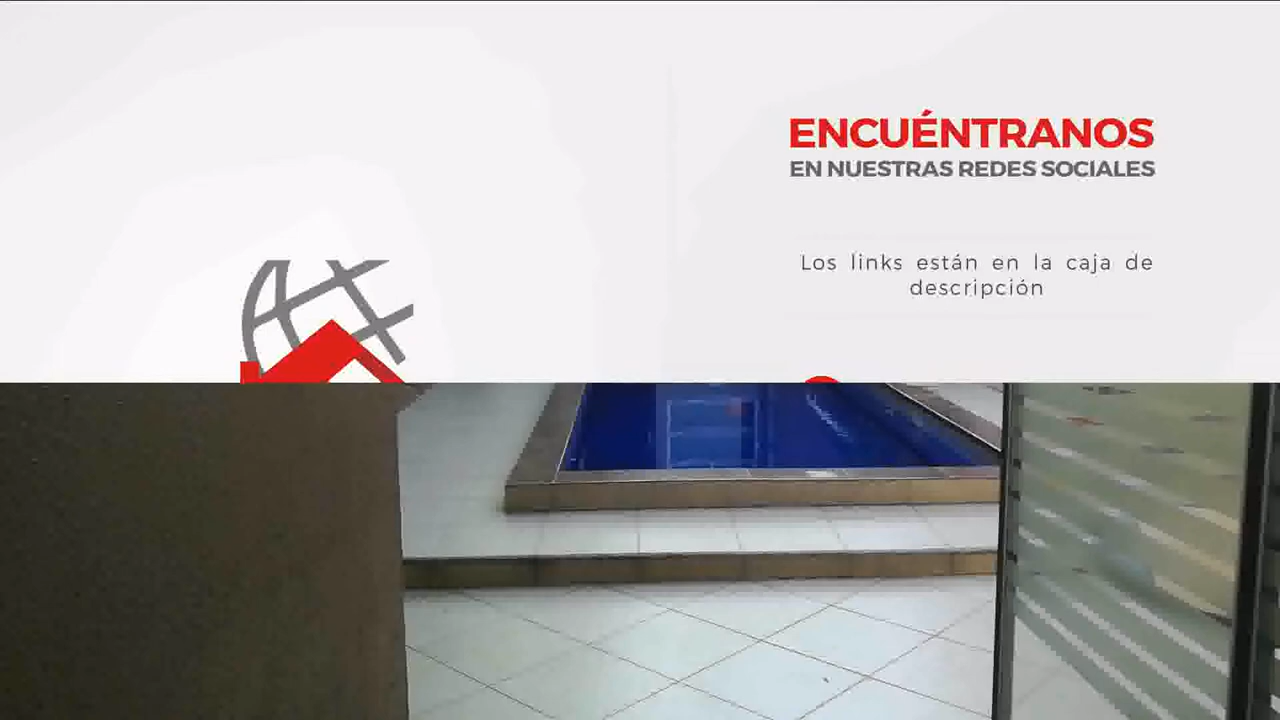 ENCUÉNTRANOS
EN NUESTRAS REDES SOCIALES
Los links están en la caja de
descripción